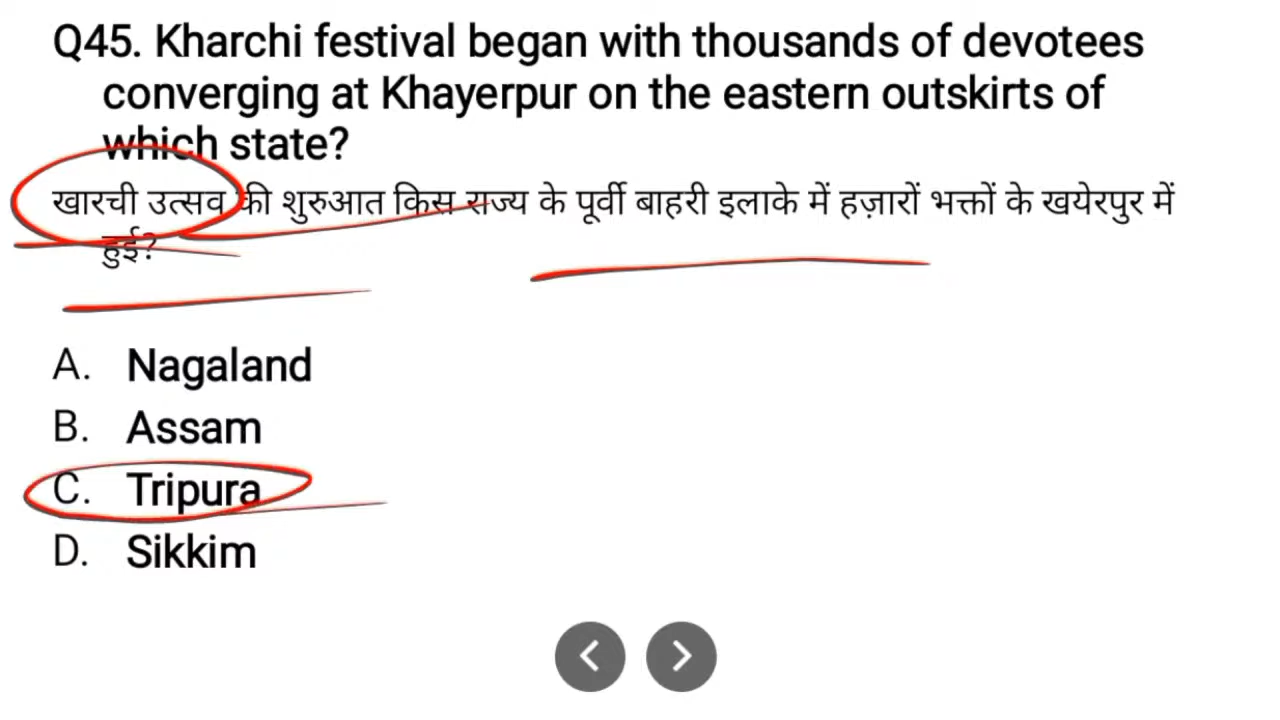 Q45. Kharchi festival began with thousands of devotees
converging at Khayerpur on the eastern outskirts of
which state?
खारची उत्सव की शुरुआत किस राज्य के पूर्वी बाहरी इलाके में हज़ारों भक्तों के खयेरपुर में
हुई?
A. Nagaland
B. Assam
C. Tripura
D. Sikkim